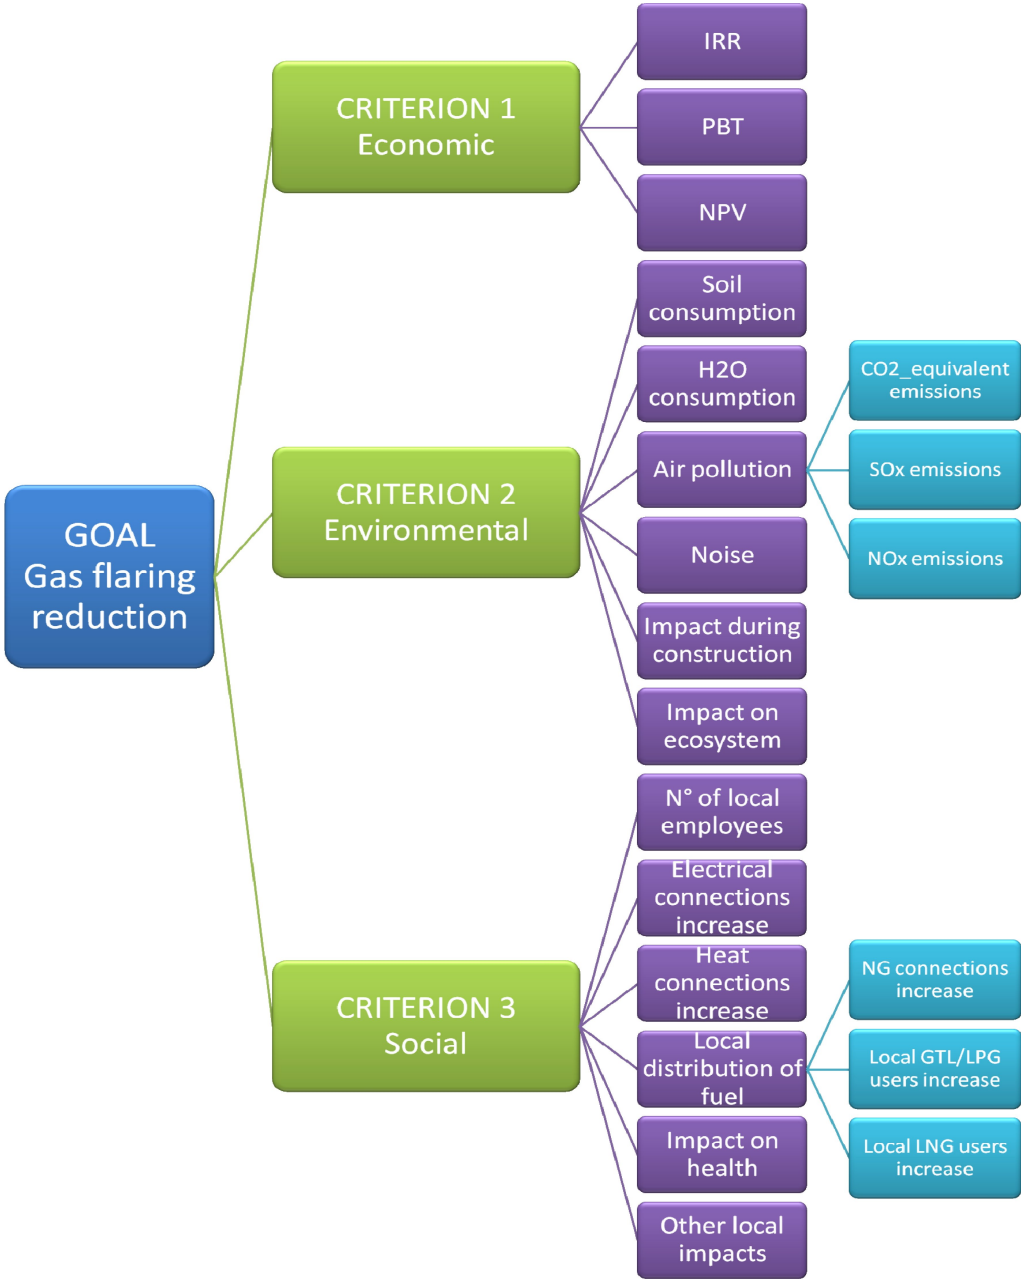 GOAL
Gas flaring
reduction
CRITERION 1
Economic
IRR
PBT
NPV
CRITERION 2
Environmental
Soil
consumption
H2O
consumption
Air pollution
CO2_equivalent
emissions
SOx emissions
NOx emissions
Noise
Impact during
construction
Impact on
ecosystem
CRITERION 3
Social
N° of local
employees
Electrical
connections
increase
Heat
connections
increase
Local
distribution of
fuel
NG connections
increase
Local GTL/LPG
users increase
Local LNG users
increase
Impact on
health
Other local
impacts